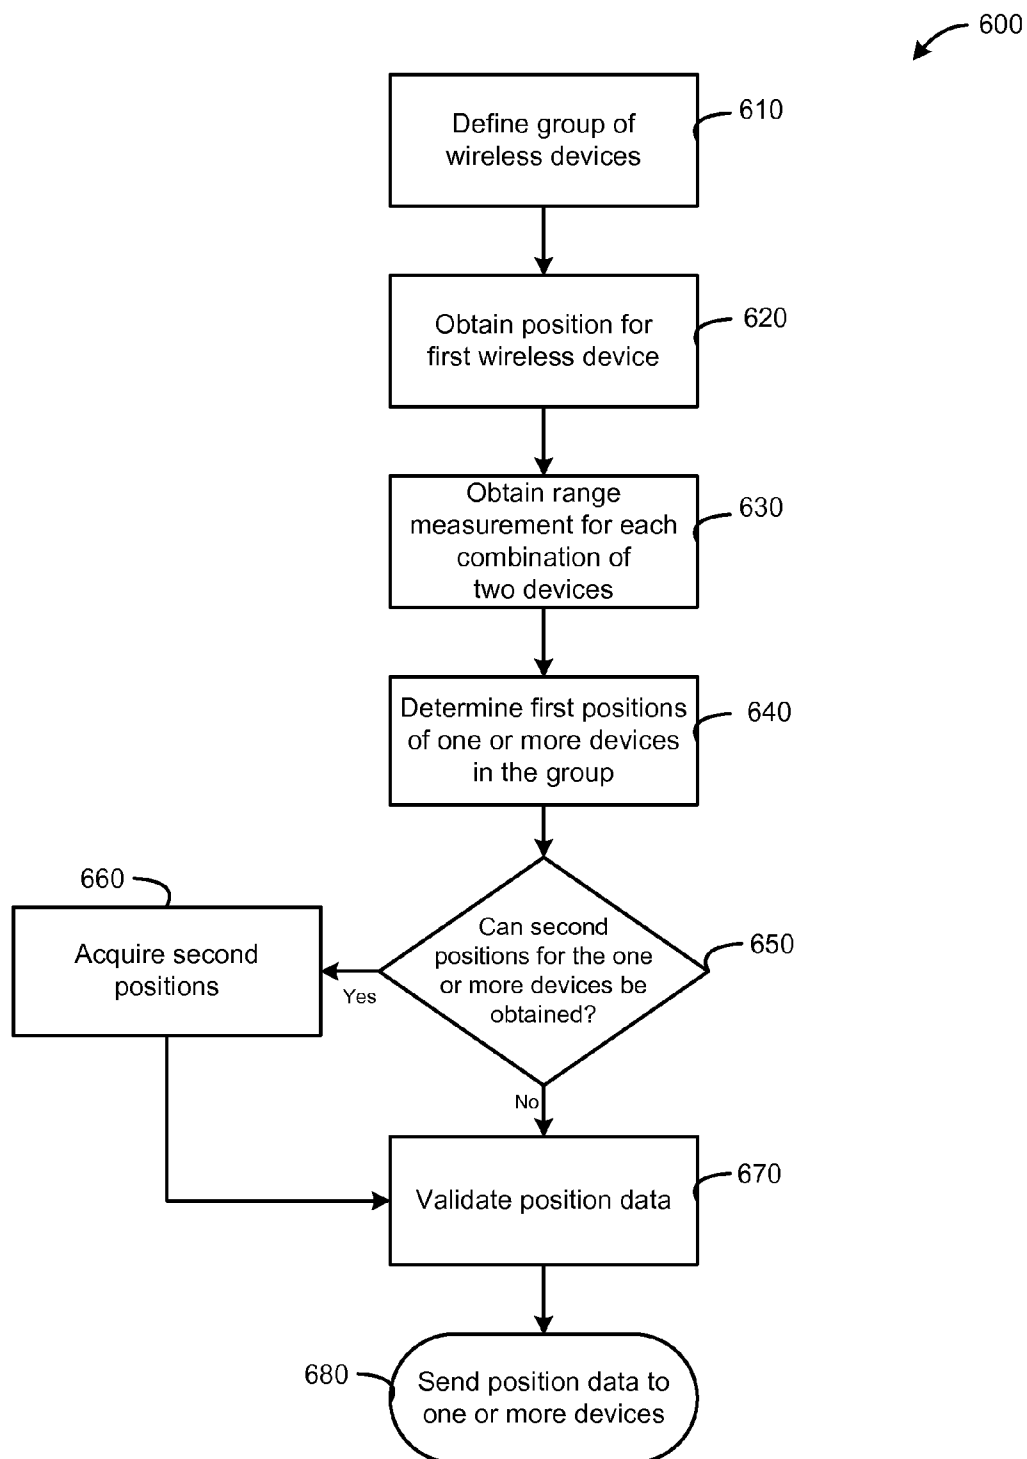 600
Define group of
wireless devices
610
Obtain position for
first wireless device
620
Obtain range
measurement for each
combination of
two devices
630
Determine first positions
of one or more devices
in the group
640
Can second
positions for the one
or more devices be
obtained?
650
Yes
660
Acquire second
positions
No
Validate position data
670
680
Send position data to
one or more devices